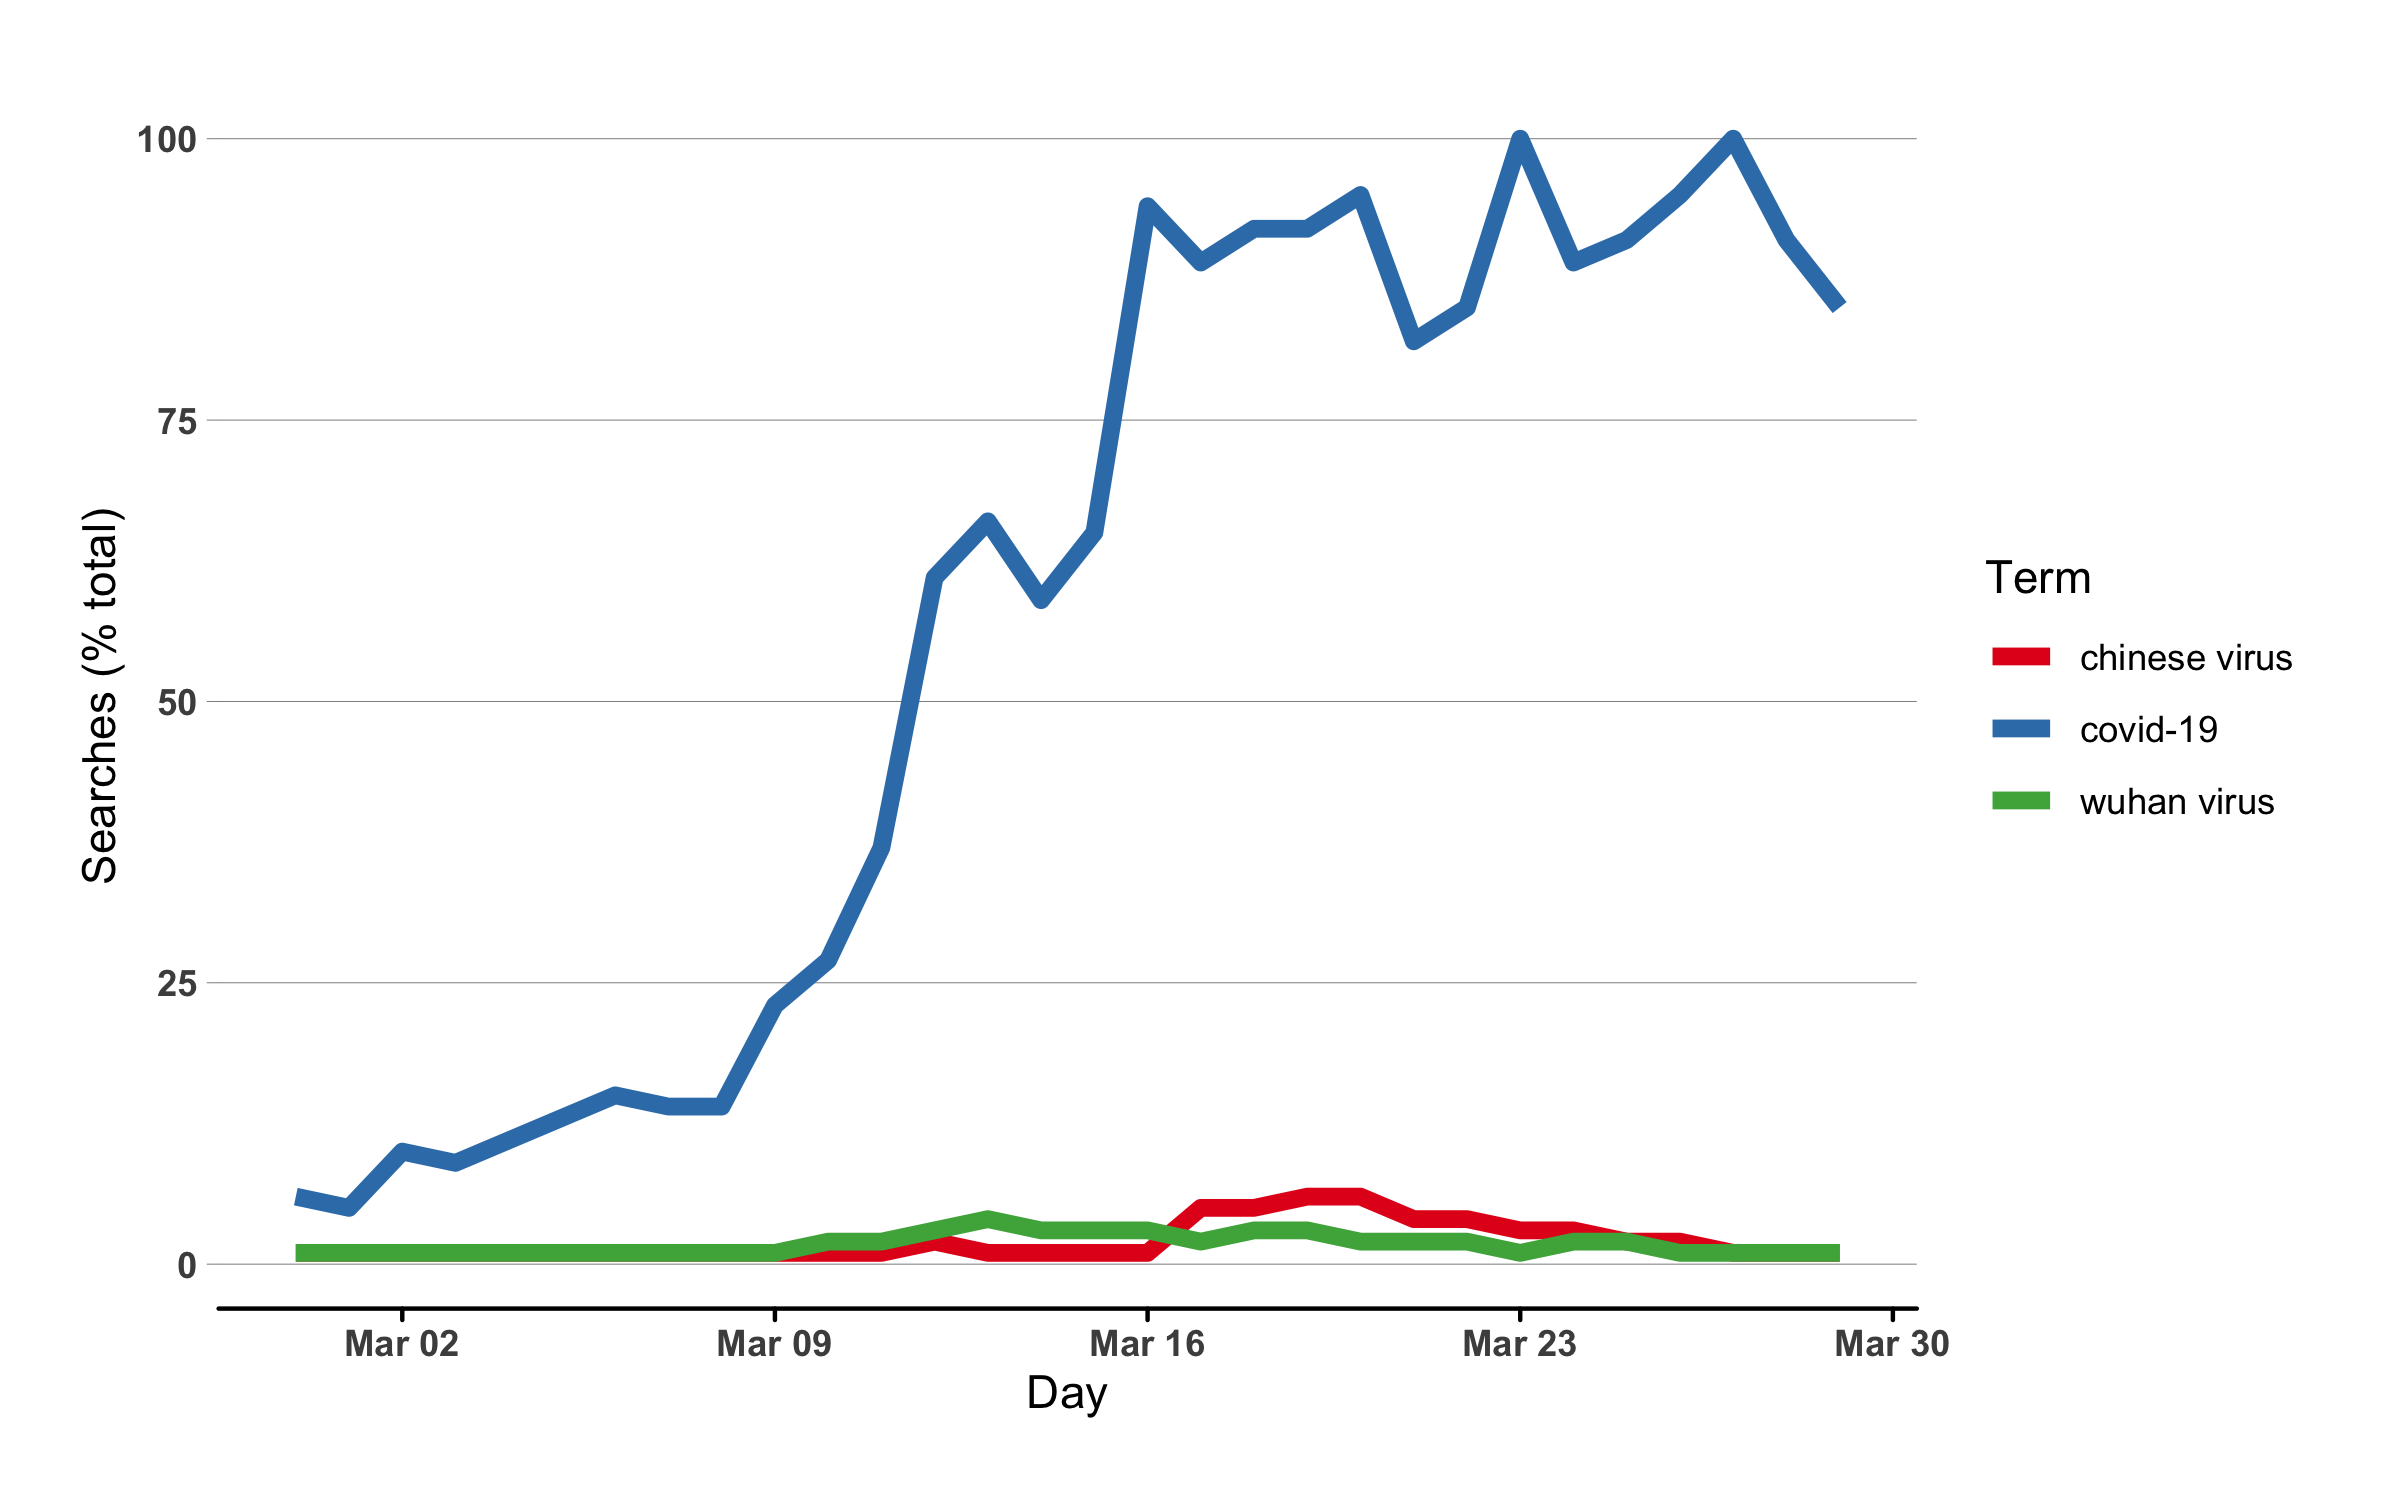 100
75
50
25
0
Searches (% total)
Mar 02
Mar 09
Mar 16
Mar 23
Mar 30
Day
Term
chinese virus
covid-19
wuhan virus